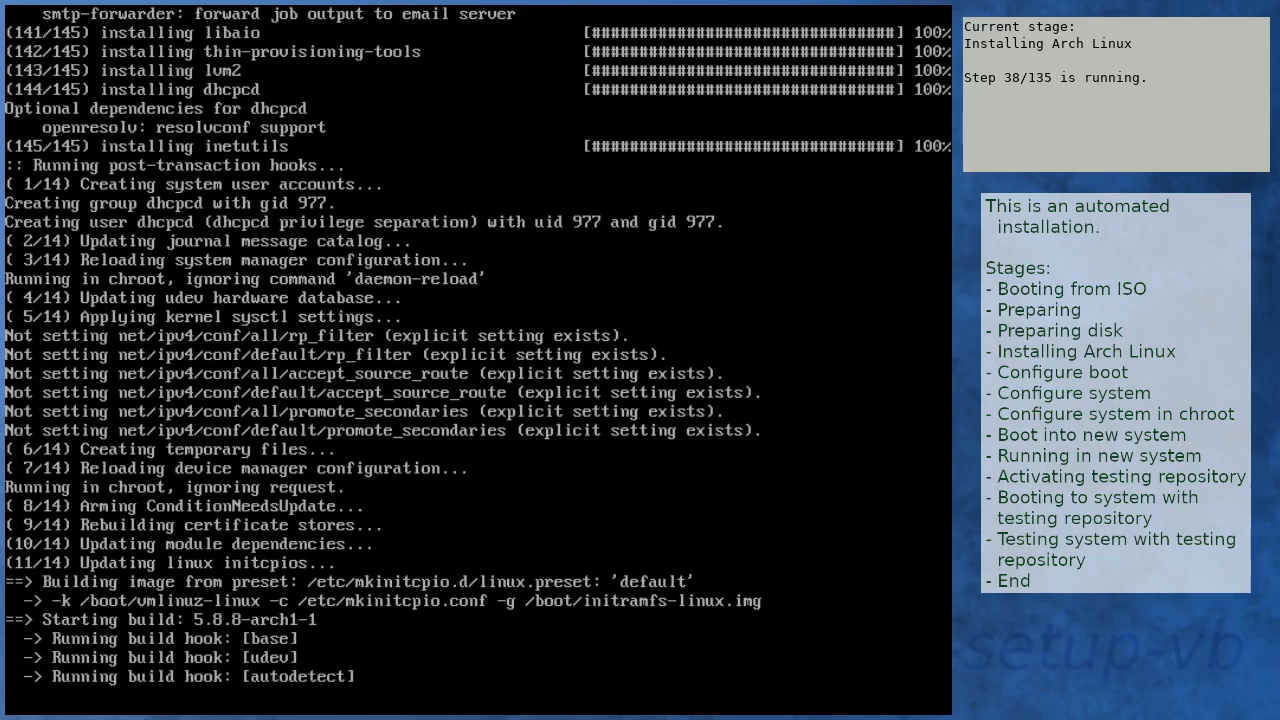 smtp-forwarder: forward job output to email server
(141/145) installing libaio                                   [################################] 100%
(142/145) installing thin-provisioning-tools                  [################################] 100%
(143/145) installing lvm2                                     [################################] 100%
(144/145) installing dhcpcd                                   [################################] 100%
Optional dependencies for dhcpcd
    openresolv: resolvconf support
(145/145) installing inetutils                                [################################] 100%
:: Running post-transaction hooks...
( 1/14) Creating system user accounts...
Creating group dhcpcd with gid 977.
Creating user dhcpcd (dhcpcd privilege separation) with uid 977 and gid 977.
( 2/14) Updating journal message catalog...
( 3/14) Reloading system manager configuration...
Running in chroot, ignoring command 'daemon-reload'
( 4/14) Updating udev hardware database...
( 5/14) Applying kernel sysctl settings...
Not setting net/ipv4/conf/all/rp_filter (explicit setting exists).
Not setting net/ipv4/conf/default/rp_filter (explicit setting exists).
Not setting net/ipv4/conf/all/accept_source_route (explicit setting exists).
Not setting net/ipv4/conf/default/accept_source_route (explicit setting exists).
Not setting net/ipv4/conf/all/promote_secondaries (explicit setting exists).
Not setting net/ipv4/conf/default/promote_secondaries (explicit setting exists).
( 6/14) Creating temporary files...
( 7/14) Reloading device manager configuration...
Running in chroot, ignoring request.
( 8/14) Arming ConditionNeedsUpdate...
( 9/14) Rebuilding certificate stores...
(10/14) Updating module dependencies...
(11/14) Updating linux initcpios...
==> Building image from preset: /etc/mkinitcpio.d/linux.preset: 'default'
  -> -k /boot/vmlinuz-linux -c /etc/mkinitcpio.conf -g /boot/initramfs-linux.img
==> Starting build: 5.8.8-arch1-1
  -> Running build hook: [base]
  -> Running build hook: [udev]
  -> Running build hook: [autodetect]
Current stage:
Installing Arch Linux
Step 38/135 is running.
This is an automated
installation.
Stages:
- Booting from ISO
- Preparing
- Preparing disk
- Installing Arch Linux
- Configure boot
- Configure system
- Configure system in chroot
- Boot into new system
- Running in new system
- Activating testing repository
- Booting to system with
testing repository
- Testing system with testing
repository
- End
setup-vb